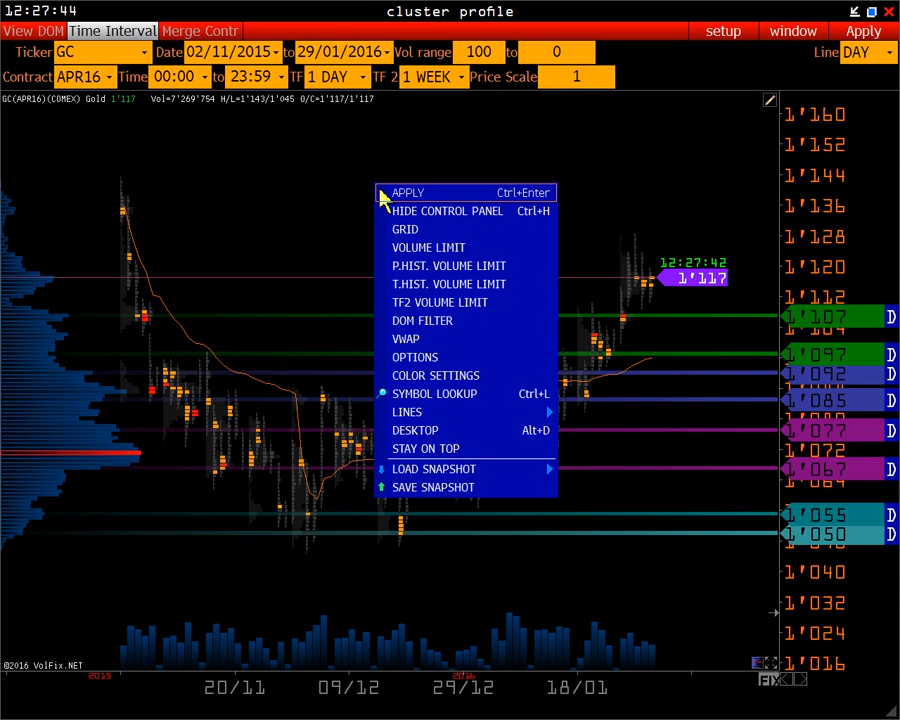 12:27:44 cluster profile
View DOM Time Interval Merge Contr setup window Apply
Ticker GC Date 02/11/2015 to 29/01/2016 Vol range 100 to 0 Line DAY
Contract APR16 Time 00:00 to 23:59 TF 1 DAY TF 2 1 WEEK Price Scale 1
GC(APR16)(COMEX) Gold 1'117 Vol=7'269'754 H/L=1'143/1'045 O/C=1'117/1'117
1'160
1'152
1'144
APPLY Ctrl+Enter
1'136
HIDE CONTROL PANEL Ctrl+H
GRID
1'128
VOLUME LIMIT
12:27:42
P.HIST. VOLUME LIMIT
1'120
1'117
T.HIST. VOLUME LIMIT
1'112
TF2 VOLUME LIMIT
1'107 D
DOM FILTER
VWAP
1'097 D
OPTIONS
1'092 D
COLOR SETTINGS
SYMBOL LOOKUP Ctrl+L
1'085 D
LINES
DESKTOP Alt+D
1'077 D
STAY ON TOP
1'072
LOAD SNAPSHOT
1'067 D
1'064
SAVE SNAPSHOT
1'055 D
1'050 D
1'040
1'032
1'024
1'016
©2016 VolFix.NET
2015 2016
FIX
20/11 09/12 29/12 18/01